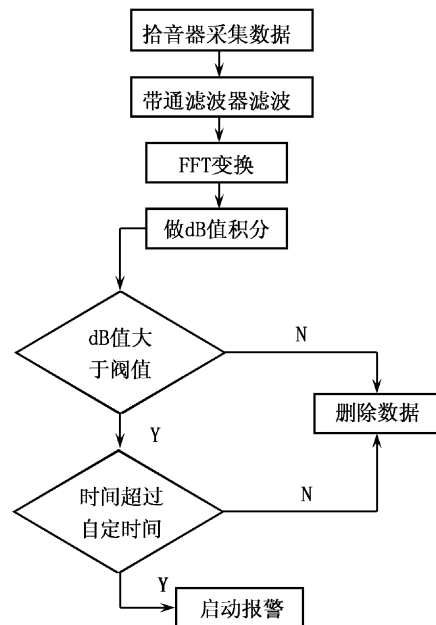 拾音器采集数据
带通滤波器滤波
FFT变换
做dB值积分
dB值大
于阀值
N
删除数据
Y
时间超过
自定时间
N
Y
启动报警